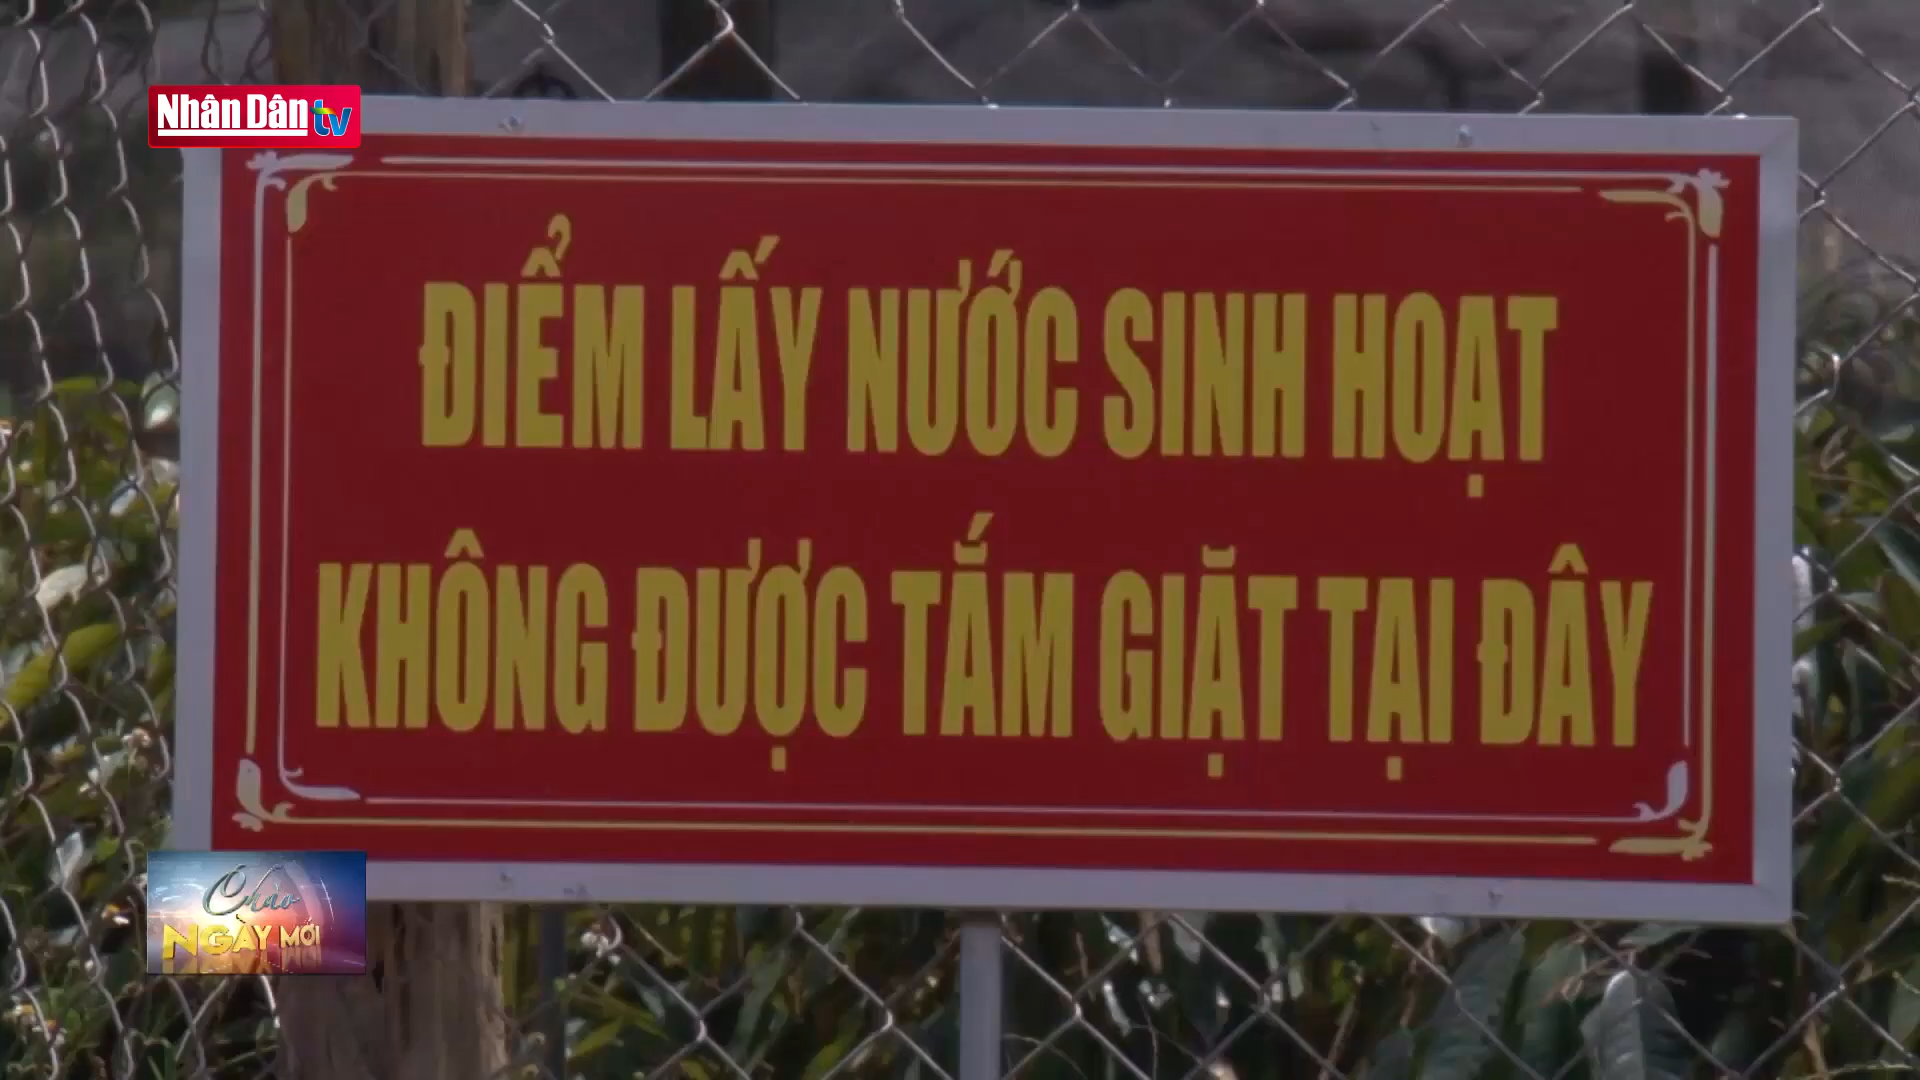 Nhân Dân tv
ĐIỂM LẤY NƯỚC SINH HOẠT
KHÔNG ĐƯỢC TẮM GIẶT TẠI ĐÂY
Chào
NGÀY MỚI